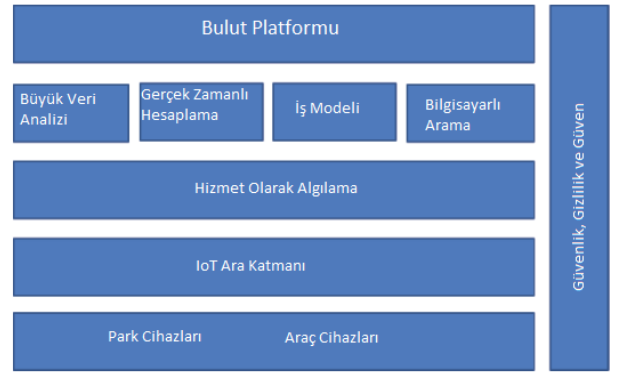 Bulut Platformu
Büyük Veri
Analizi
Gerçek Zamanlı
Hesaplama
İş Modeli
Bilgisayarlı
Arama
Hizmet Olarak Algılama
IoT Ara Katmanı
Park Cihazları
Araç Cihazları
Güvenlik, Gizlilik ve Güven